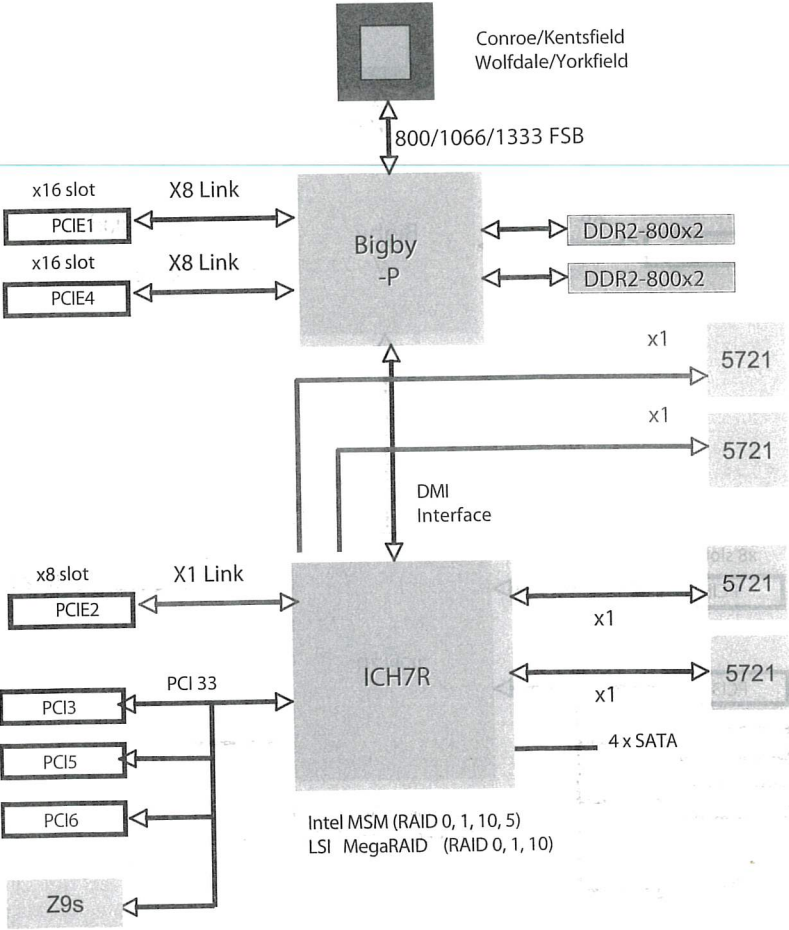 Conroe/Kentsfield
Wolfdale/Yorkfield
800/1066/1333 FSB
x16 slot
X8 Link
PCIE1
x16 slot
X8 Link
PCIE4
Bigby
-P
DDR2-800x2
DDR2-800x2
x1
5721
x1
5721
DMI
Interface
x8 slot
X1 Link
PCIE2
ICH7R
5721
x1
5721
x1
4 x SATA
PCI 33
PCI3
PCI5
PCI6
Z9s
Intel MSM (RAID 0, 1, 10, 5)
LSI MegaRAID (RAID 0, 1, 10)